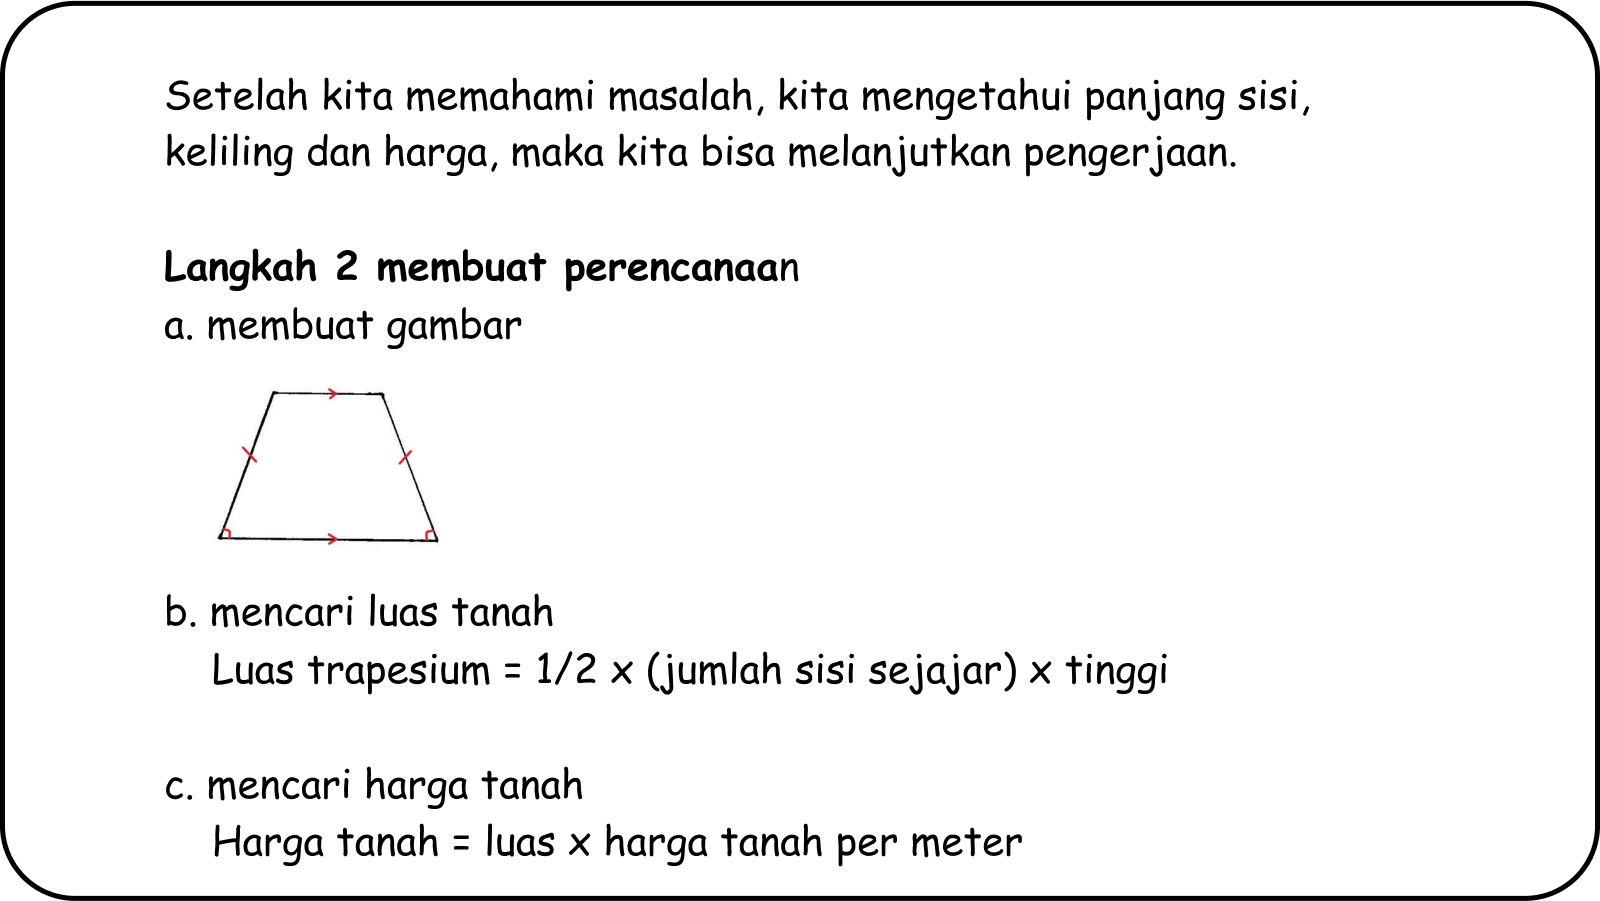 Setelah kita memahami masalah, kita mengetahui panjang sisi,
keliling dan harga, maka kita bisa melanjutkan pengerjaan.
Langkah 2 membuat perencanaan
a. membuat gambar
b. mencari luas tanah
Luas trapesium = 1/2 x (jumlah sisi sejajar) x tinggi
c. mencari harga tanah
Harga tanah = luas x harga tanah per meter